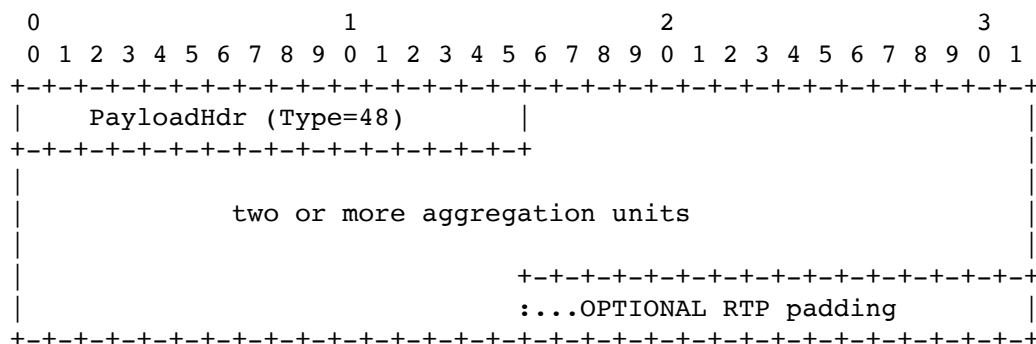 0                   1                   2                   3
 0 1 2 3 4 5 6 7 8 9 0 1 2 3 4 5 6 7 8 9 0 1 2 3 4 5 6 7 8 9 0 1
+-+-+-+-+-+-+-+-+-+-+-+-+-+-+-+-+-+-+-+-+-+-+-+-+-+-+-+-+-+-+-+-+
|    PayloadHdr (Type=48)       |                               |
+-+-+-+-+-+-+-+-+-+-+-+-+-+-+-+-+                               |
|                                                               |
|             two or more aggregation units                     |
|                                                               |
|                               +-+-+-+-+-+-+-+-+-+-+-+-+-+-+-+-+
|                               :...OPTIONAL RTP padding        |
+-+-+-+-+-+-+-+-+-+-+-+-+-+-+-+-+-+-+-+-+-+-+-+-+-+-+-+-+-+-+-+-+